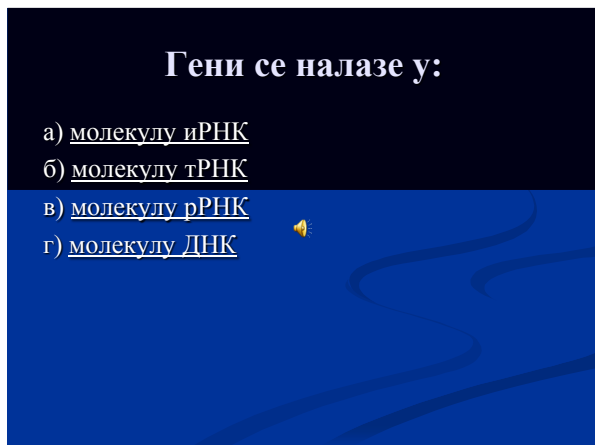 Гени се налазе у:
а) молекулу иРНК
б) молекулу тРНК
в) молекулу рРНК
г) молекулу ДНК